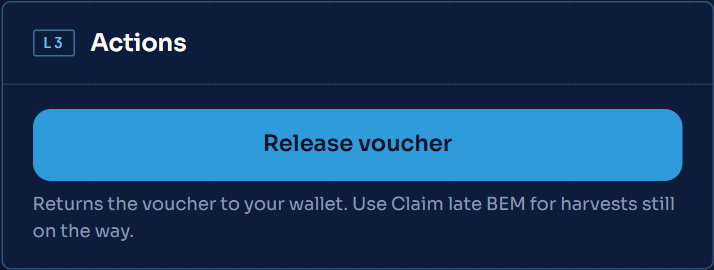 L3 Actions
Release voucher
Returns the voucher to your wallet. Use Claim late BEM for harvests still
on the way.